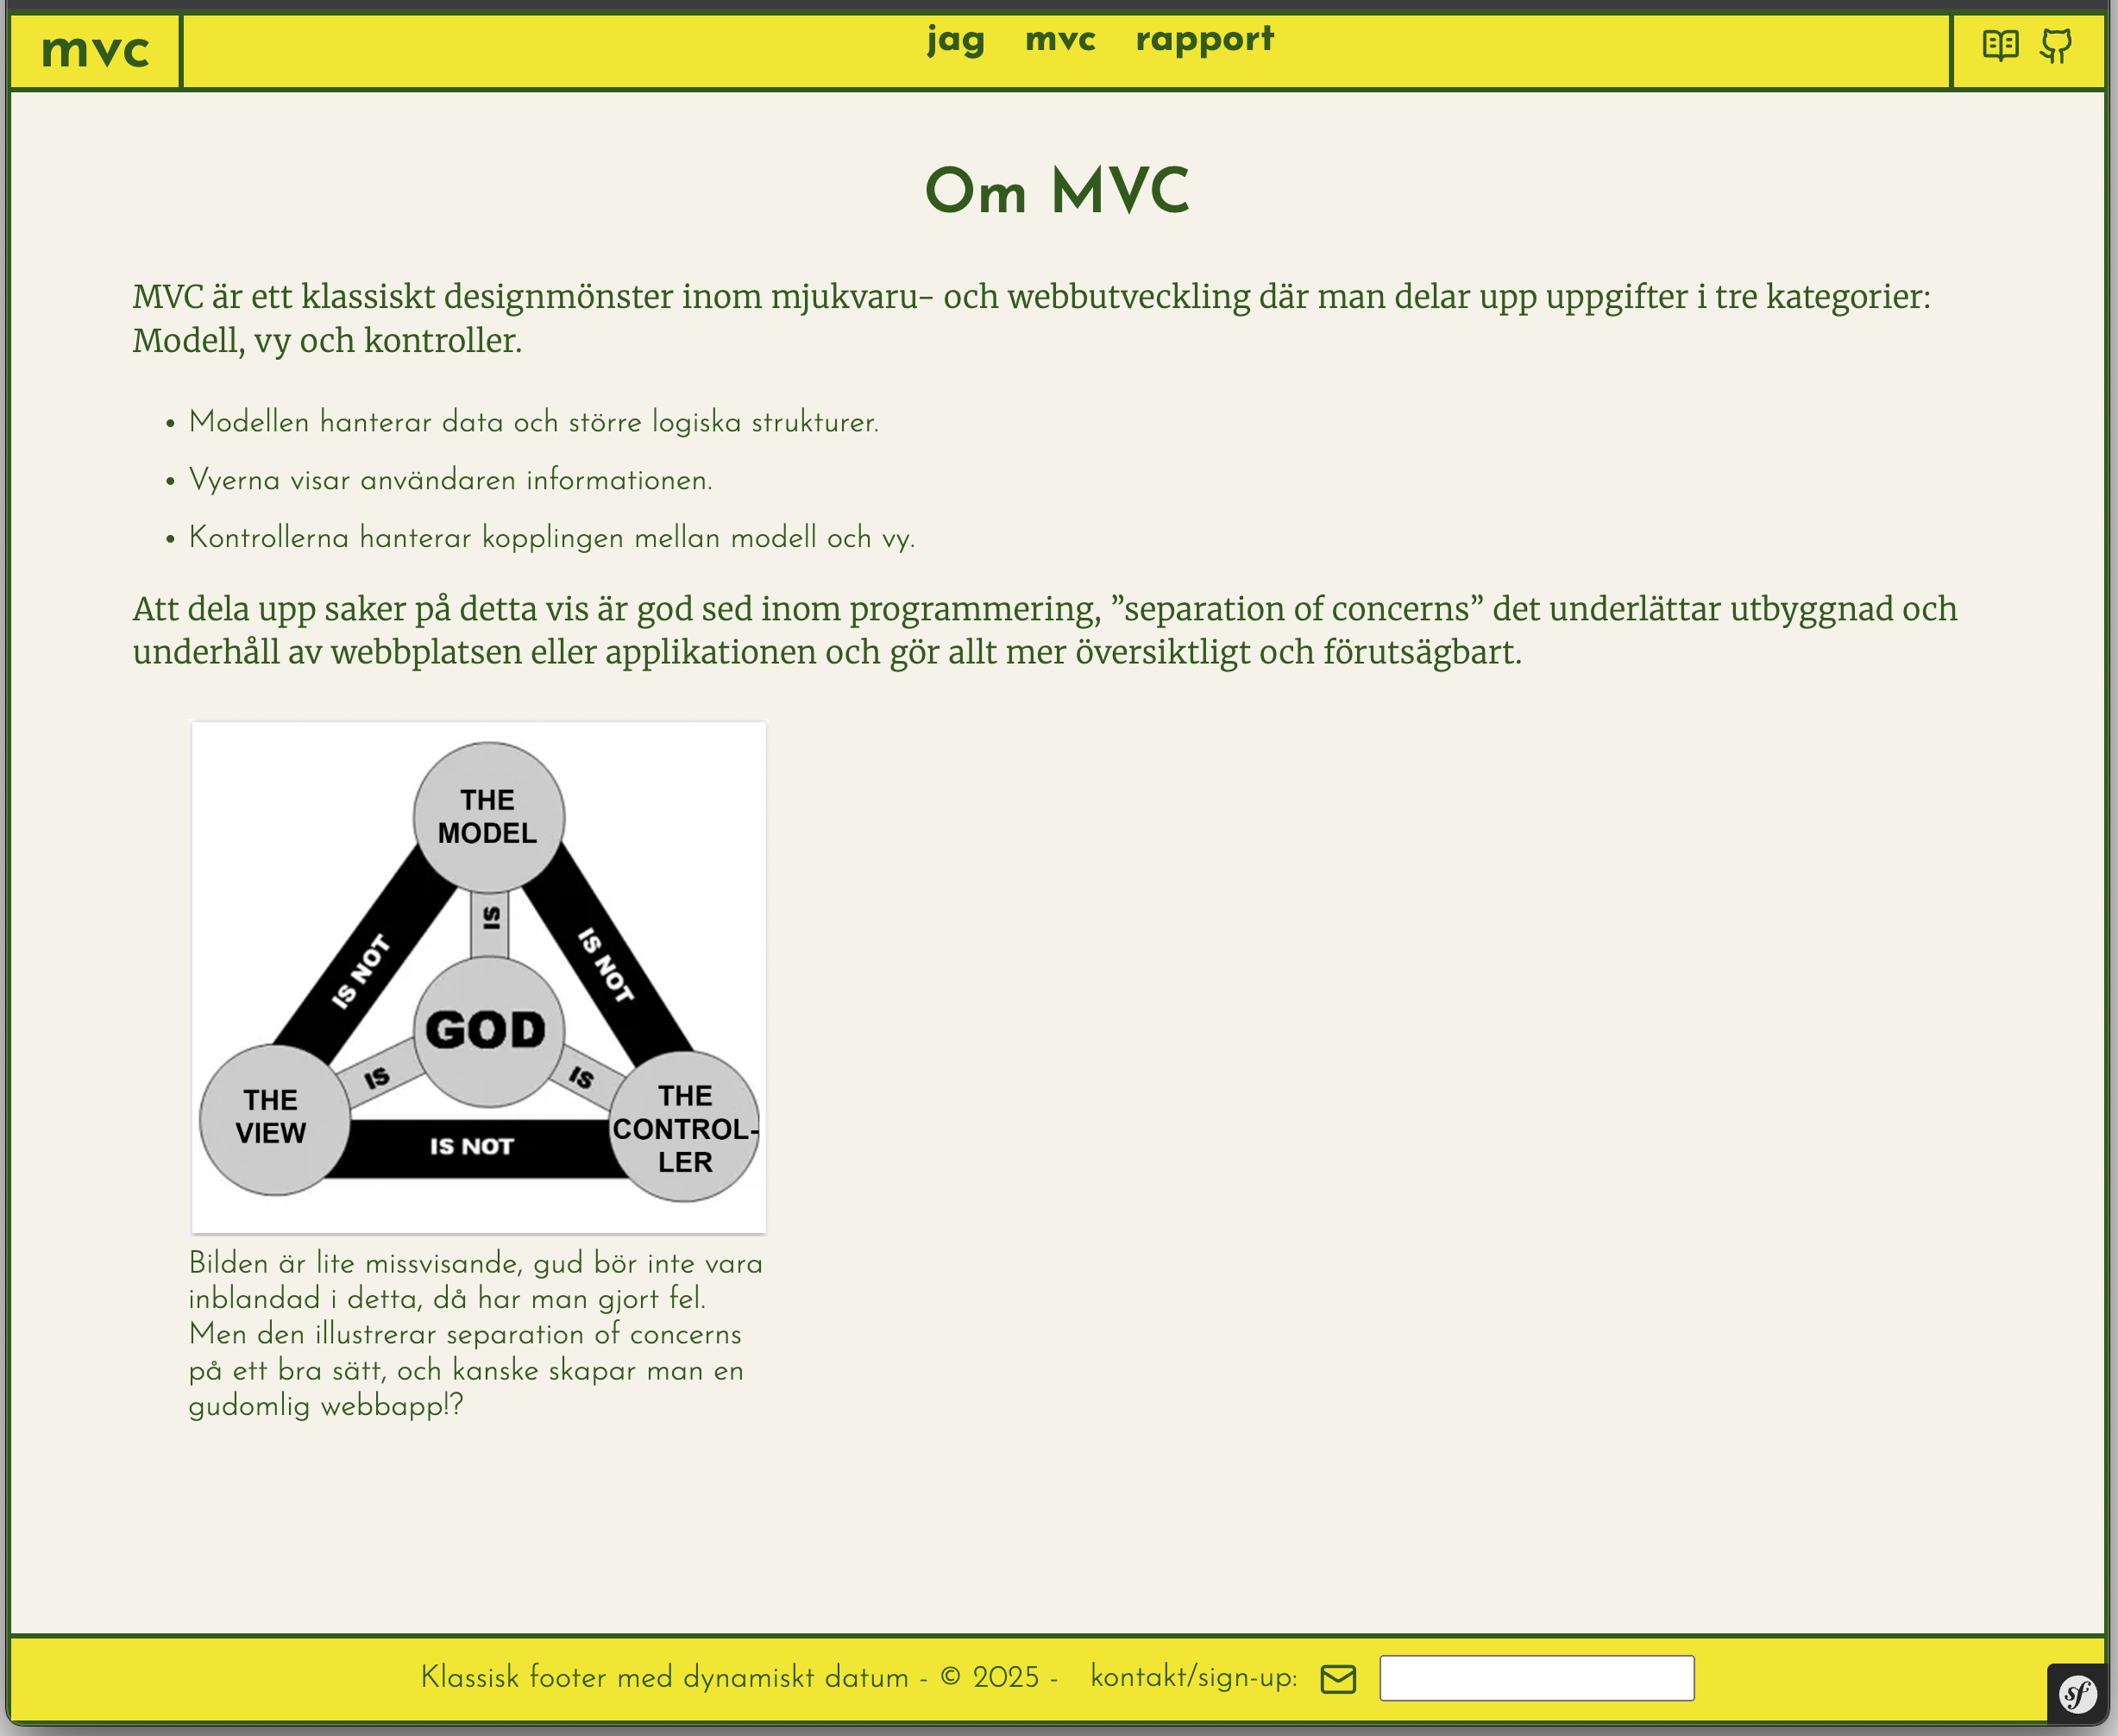 mvc
jag mvc rapport
Om MVC
MVC är ett klassiskt designmönster inom mjukvaru- och webbutveckling där man delar upp uppgifter i tre kategorier:
Modell, vy och kontroller.
• Modellen hanterar data och större logiska strukturer.
• Vyerna visar användaren informationen.
• Kontrollerna hanterar kopplingen mellan modell och vy.
Att dela upp saker på detta vis är god sed inom programmering, ”separation of concerns” det underlättar utbyggnad och
underhåll av webbplatsen eller applikationen och gör allt mer översiktligt och förutsägbart.
THE
MODEL
IS
IS NOT
IS NOT
GOD
IS
IS
THE
VIEW
THE
CONTROL-
LER
IS NOT
Bilden är lite missvisande, gud bör inte vara
inblandad i detta, då har man gjort fel.
Men den illustrerar separation of concerns
på ett bra sätt, och kanske skapar man en
gudomlig webbapp!?
Klassisk footer med dynamiskt datum - © 2025 - kontakt/sign-up:
sf